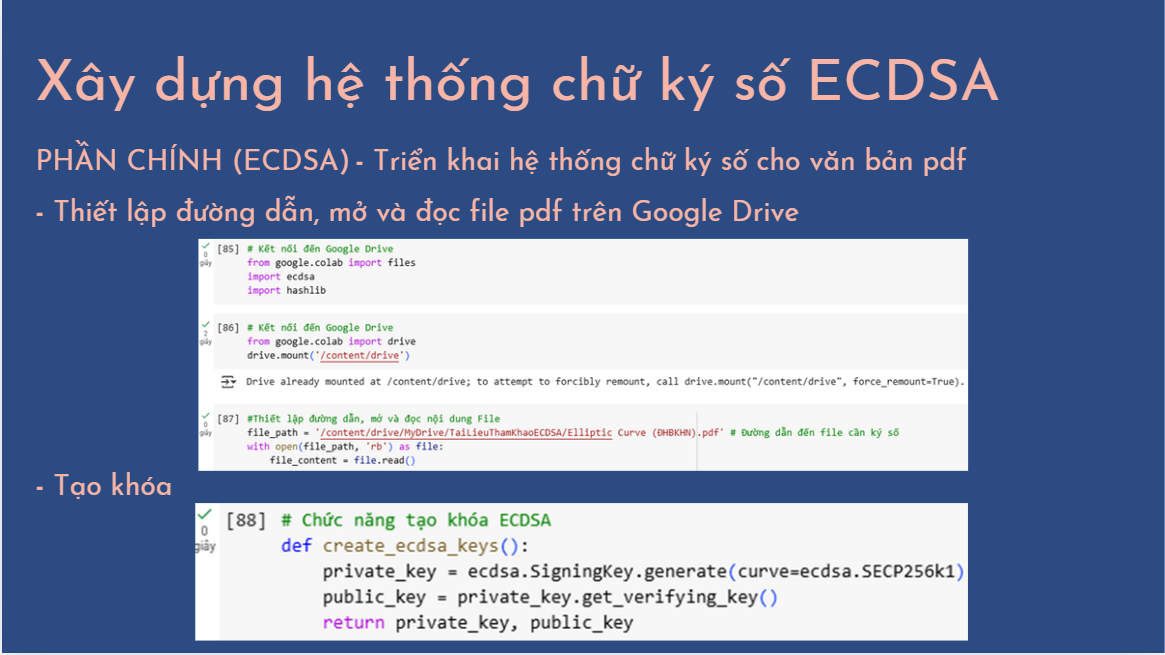 Xây dựng hệ thống chữ ký số ECDSA
PHẦN CHÍNH (ECDSA) - Triển khai hệ thống chữ ký số cho văn bản pdf
- Thiết lập đường dẫn, mở và đọc file pdf trên Google Drive
[85] # Kết nối đến Google Drive
0 from google.colab import files
giây import ecdsa
import hashlib
[86] # Kết nối đến Google Drive
2 from google.colab import drive
giây drive.mount('/content/drive')
Drive already mounted at /content/drive; to attempt to forcibly remount, call drive.mount("/content/drive", force_remount=True).
[87] #Thiết lập đường dẫn, mở và đọc nội dung File
0 file_path = '/content/drive/MyDrive/TaiLieuThamKhaoECDSA/Elliptic Curve (ĐHBKHN).pdf' # Đường dẫn đến file cần ký số
giây with open(file_path, 'rb') as file:
file_content = file.read()
- Tạo khóa
[88] # Chức năng tạo khóa ECDSA
0 def create_ecdsa_keys():
giây private_key = ecdsa.SigningKey.generate(curve=ecdsa.SECP256k1)
public_key = private_key.get_verifying_key()
return private_key, public_key